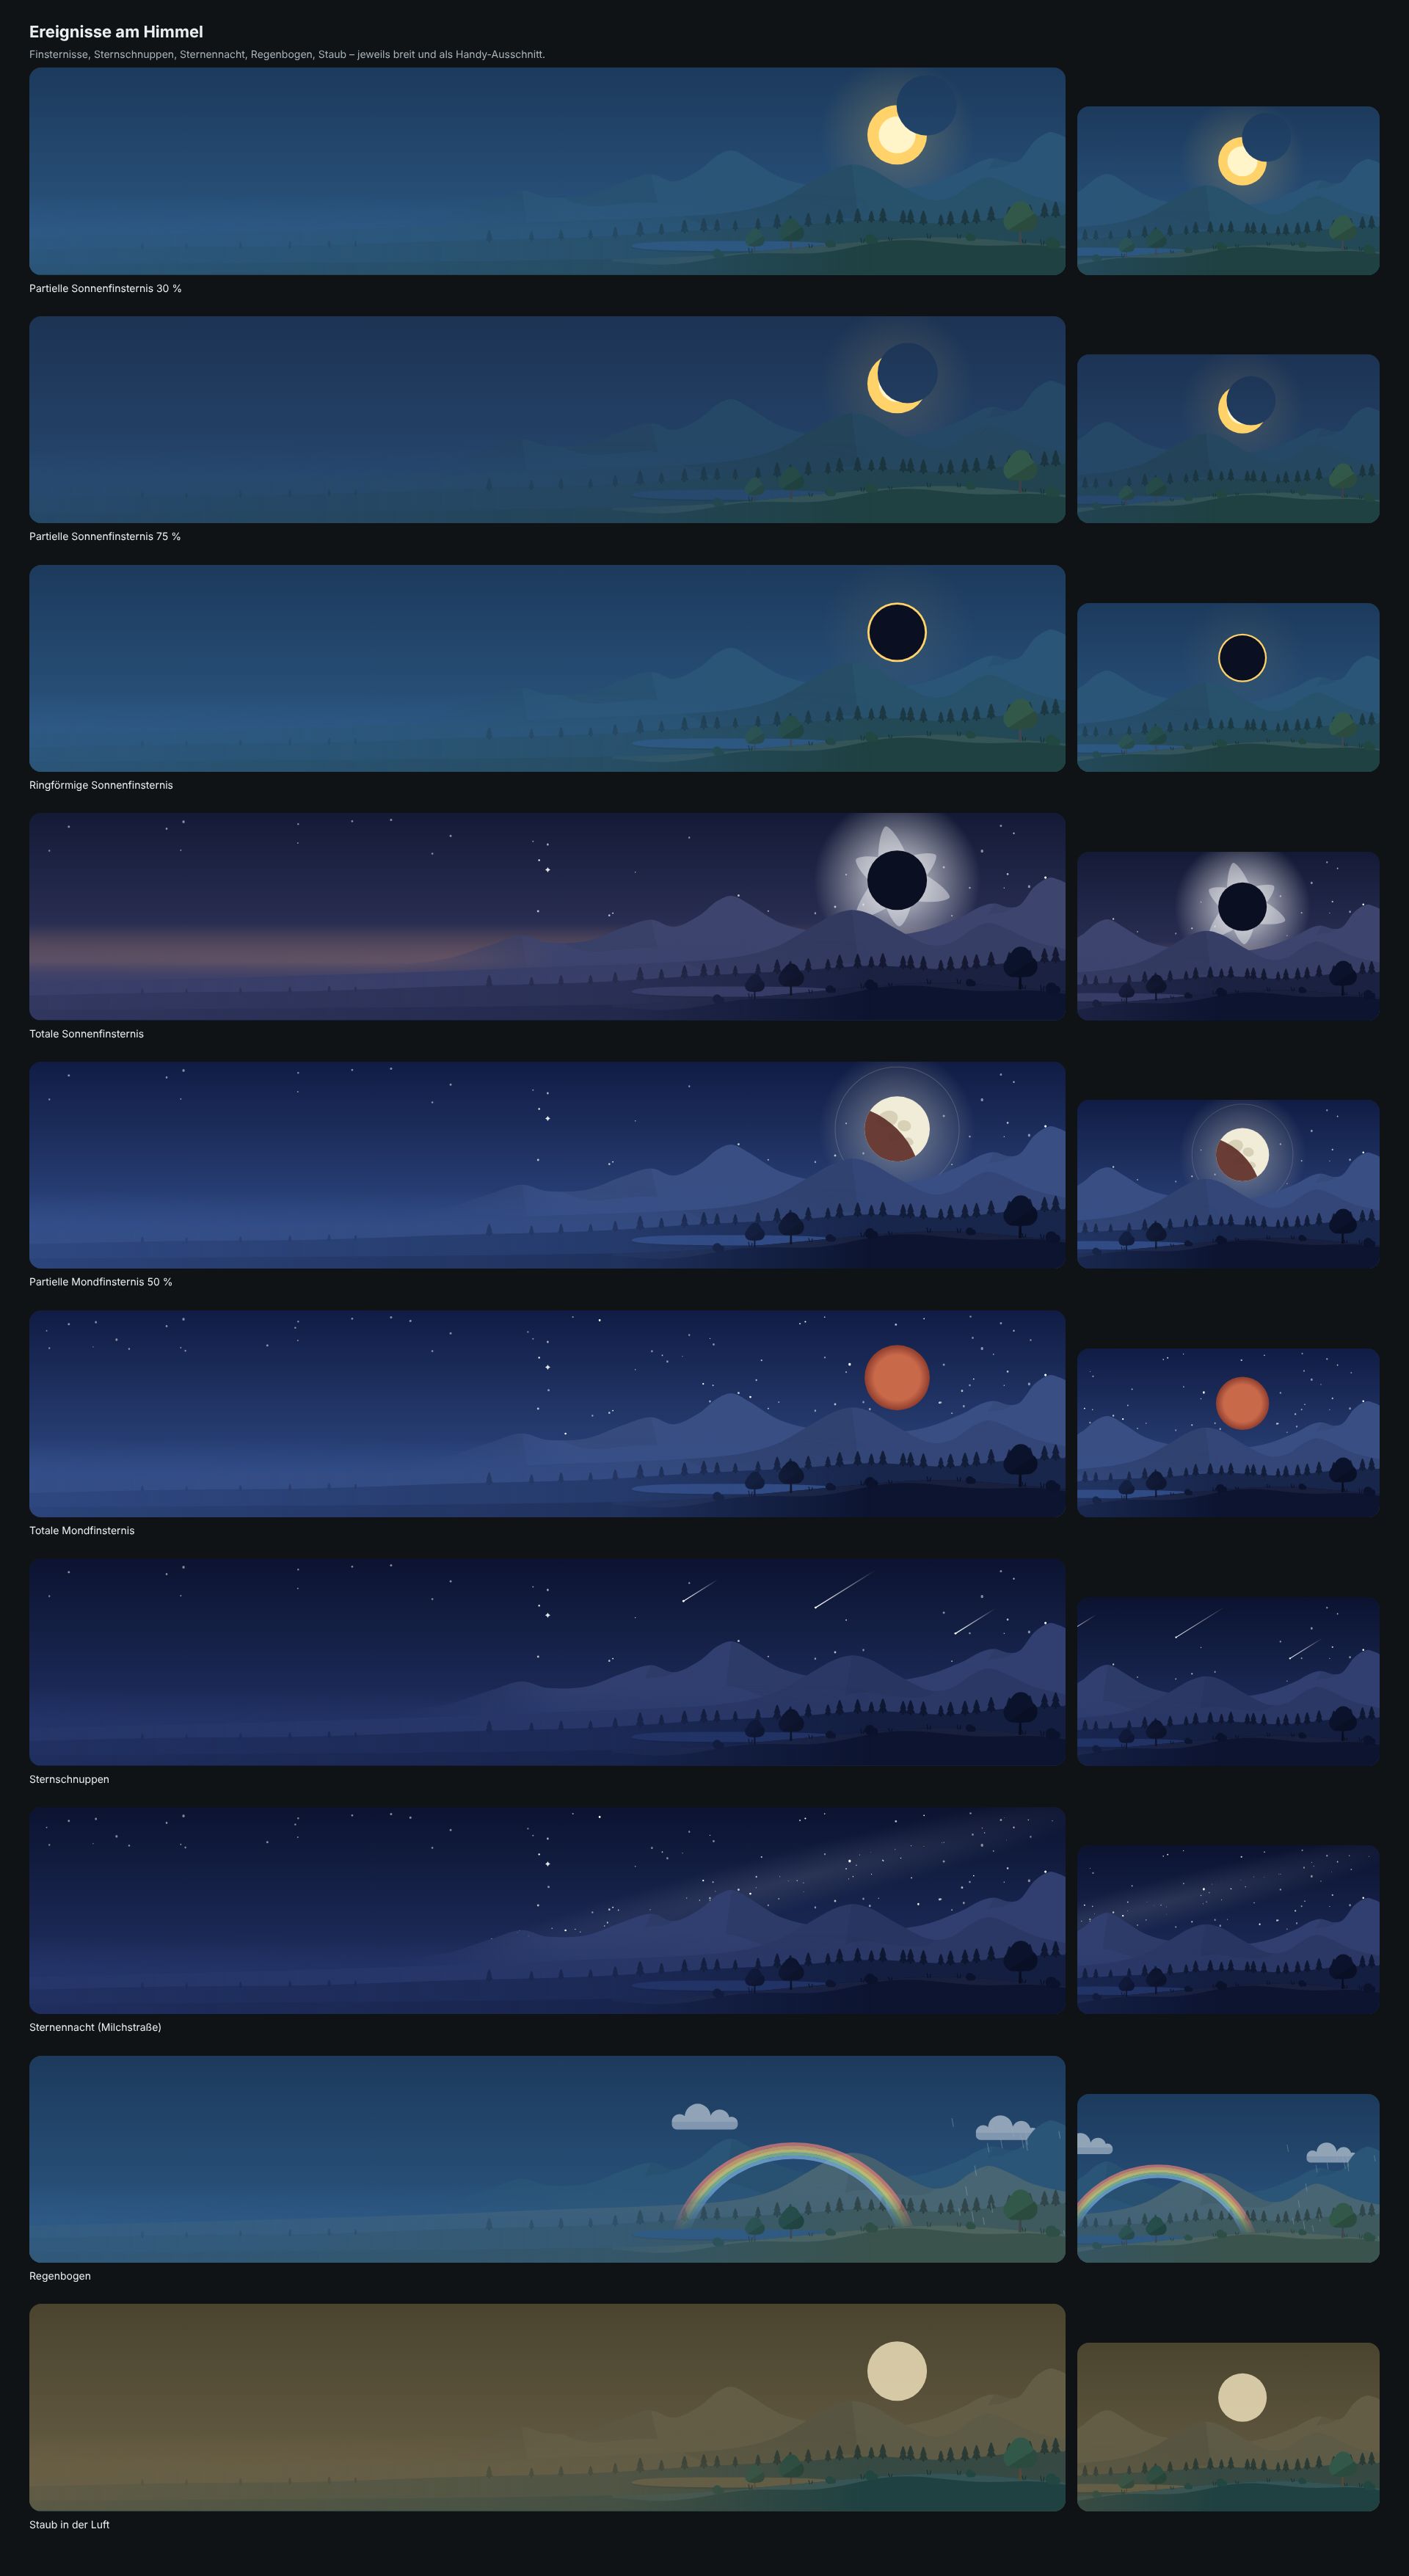 Ereignisse am Himmel
Finsternisse, Sternschnuppen, Sternennacht, Regenbogen, Staub – jeweils breit und als Handy-Ausschnitt.
Partielle Sonnenfinsternis 30 %
Partielle Sonnenfinsternis 75 %
Ringförmige Sonnenfinsternis
Totale Sonnenfinsternis
Partielle Mondfinsternis 50 %
Totale Mondfinsternis
Sternschnuppen
Sternennacht (Milchstraße)
Regenbogen
Staub in der Luft